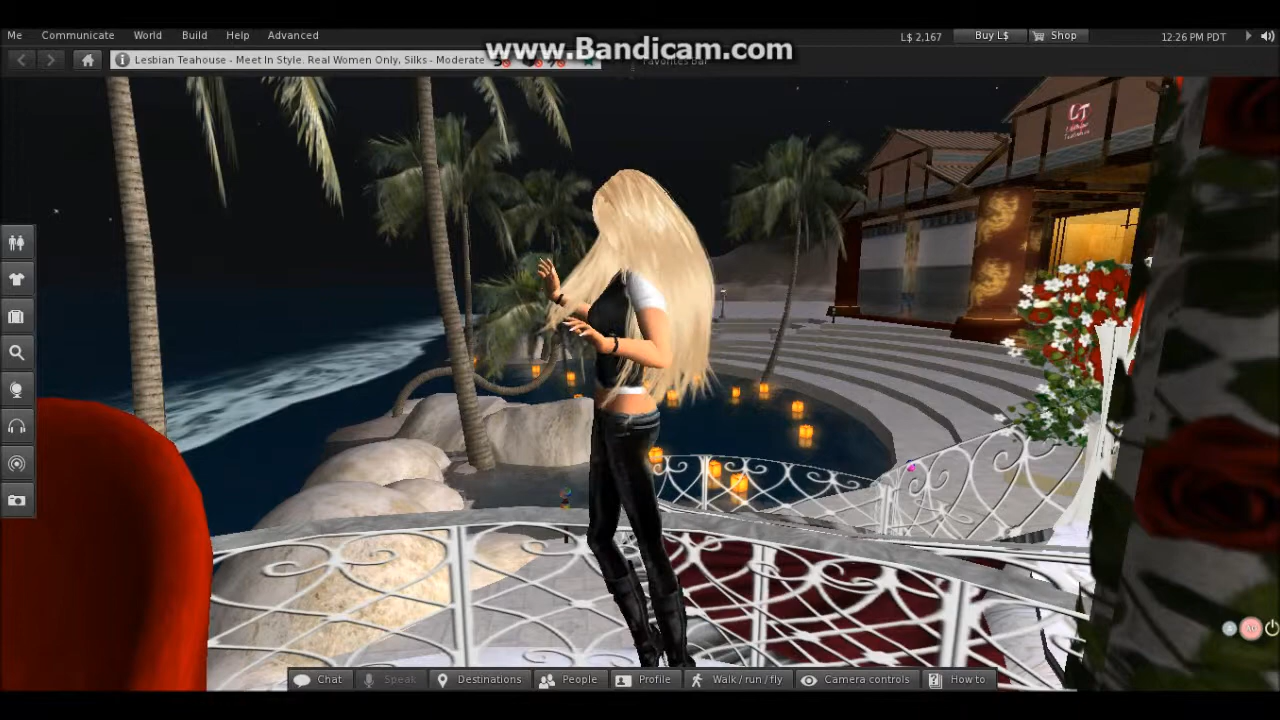 www.Bandicam.com
Me Communicate World Build Help Advanced
L$ 2,167 Buy L$ Shop 12:26 PM PDT
Lesbian Teahouse - Meet In Style. Real Women Only, Silks - Moderate
Favorites Bar
LT
Chat Speak Destinations People Profile Walk / run / fly Camera controls How to